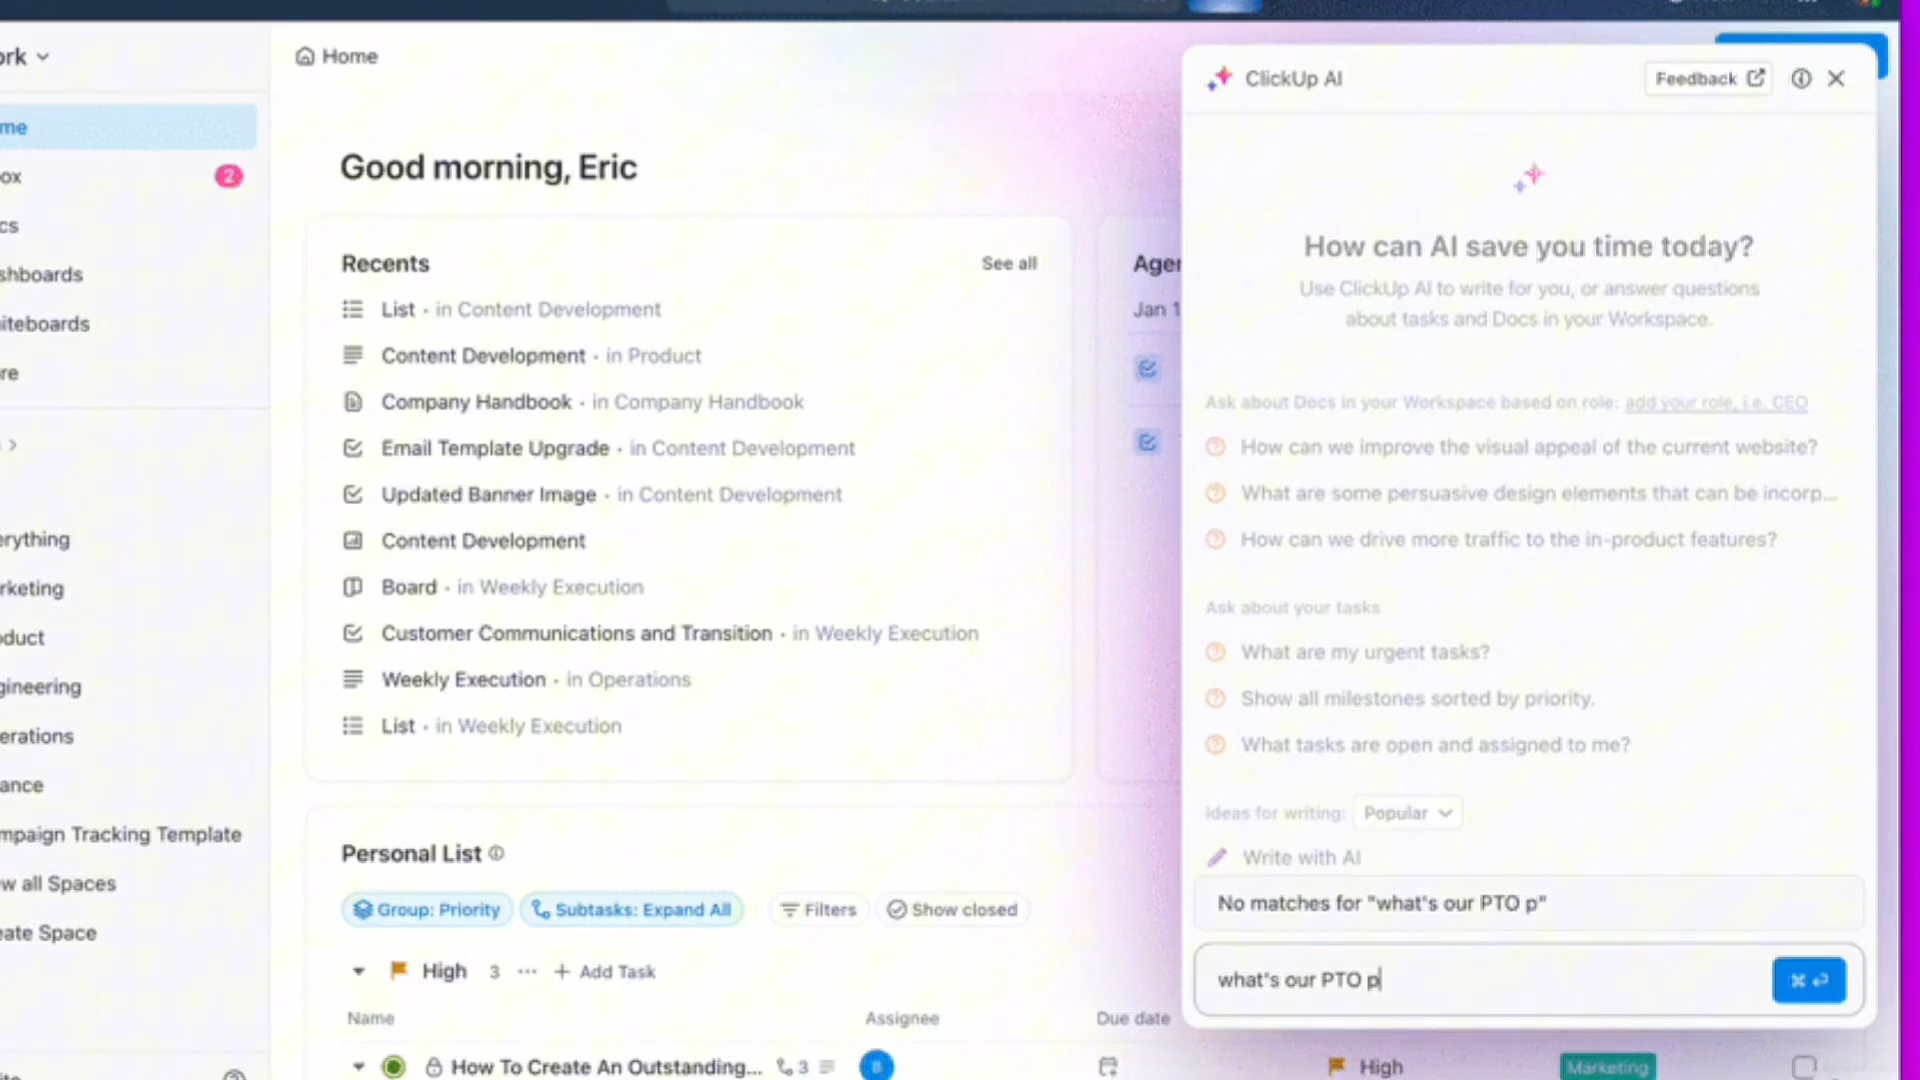 Home
Good morning, Eric
Recents
See all
List · in Content Development
Content Development · in Product
Company Handbook · in Company Handbook
Email Template Upgrade · in Content Development
Updated Banner Image · in Content Development
Content Development
Board · in Weekly Execution
Customer Communications and Transition · in Weekly Execution
Weekly Execution · in Operations
List · in Weekly Execution
Jan 1
Personal List
Group: Priority
Subtasks: Expand All
Filters
Show closed
High 3 ··· + Add Task
Name
Assignee
Due date
How To Create An Outstanding... 3
High
Marketing
2
shboards
iteboards
erything
rketing
duct
gineering
erations
ance
mpaign Tracking Template
w all Spaces
eate Space
ClickUp AI
Feedback
How can AI save you time today?
Use ClickUp AI to write for you, or answer questions
about tasks and Docs in your Workspace.
Ask about Docs in your Workspace based on role: add your role, i.e. CEO
How can we improve the visual appeal of the current website?
What are some persuasive design elements that can be incorp...
How can we drive more traffic to the in-product features?
Ask about your tasks
What are my urgent tasks?
Show all milestones sorted by priority.
What tasks are open and assigned to me?
Ideas for writing: Popular
Write with AI
No matches for "what's our PTO p"
what's our PTO p